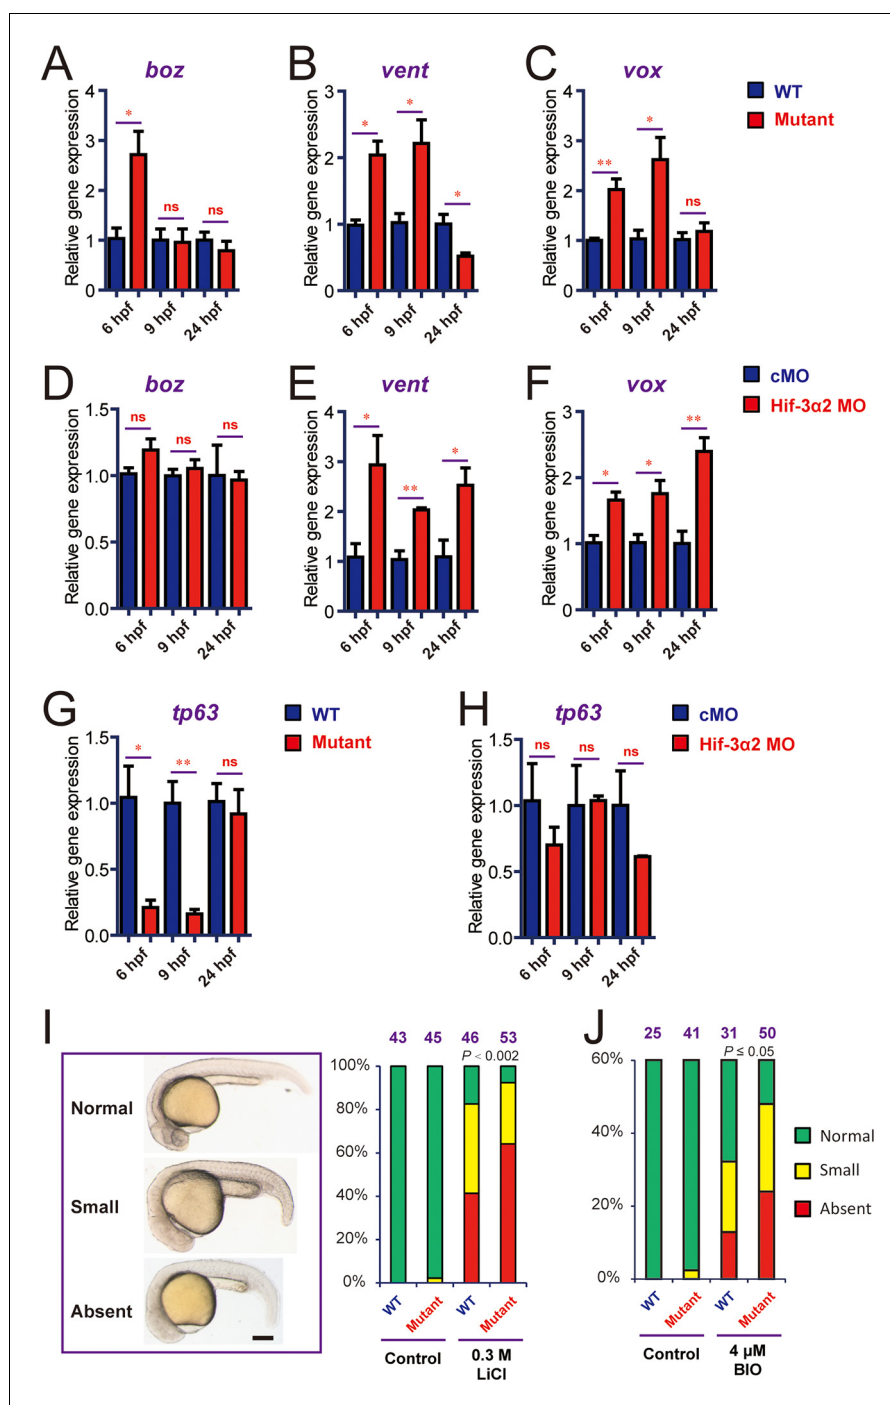 A
boz
Relative gene expression
4
3
2
1
0
*
ns
ns
6 hpf
9 hpf
24 hpf
B
vent
Relative gene expression
3
2
1
0
*
*
*
6 hpf
9 hpf
24 hpf
C
vox
Relative gene expression
4
3
2
1
0
**
*
ns
6 hpf
9 hpf
24 hpf
WT
Mutant
D
boz
Relative gene expression
1.5
1.0
0.5
0.0
ns
ns
ns
6 hpf
9 hpf
24 hpf
E
vent
Relative gene expression
4
3
2
1
0
*
**
*
6 hpf
9 hpf
24 hpf
F
vox
Relative gene expression
3
2
1
0
*
*
**
6 hpf
9 hpf
24 hpf
cMO
Hif-3α2 MO
G
tp63
Relative gene expression
1.5
1.0
0.5
0.0
*
**
ns
6 hpf
9 hpf
24 hpf
WT
Mutant
H
tp63
Relative gene expression
1.5
1.0
0.5
0.0
ns
ns
ns
6 hpf
9 hpf
24 hpf
cMO
Hif-3α2 MO
I
Normal
Small
Absent
43 45 46 53
P < 0.002
100%
80%
60%
40%
20%
0%
WT
Mutant
WT
Mutant
Control
0.3 M
LiCl
J
25 41 31 50
P ≤ 0.05
60%
40%
20%
0%
WT
Mutant
WT
Mutant
Control
4 µM
BIO
Normal
Small
Absent